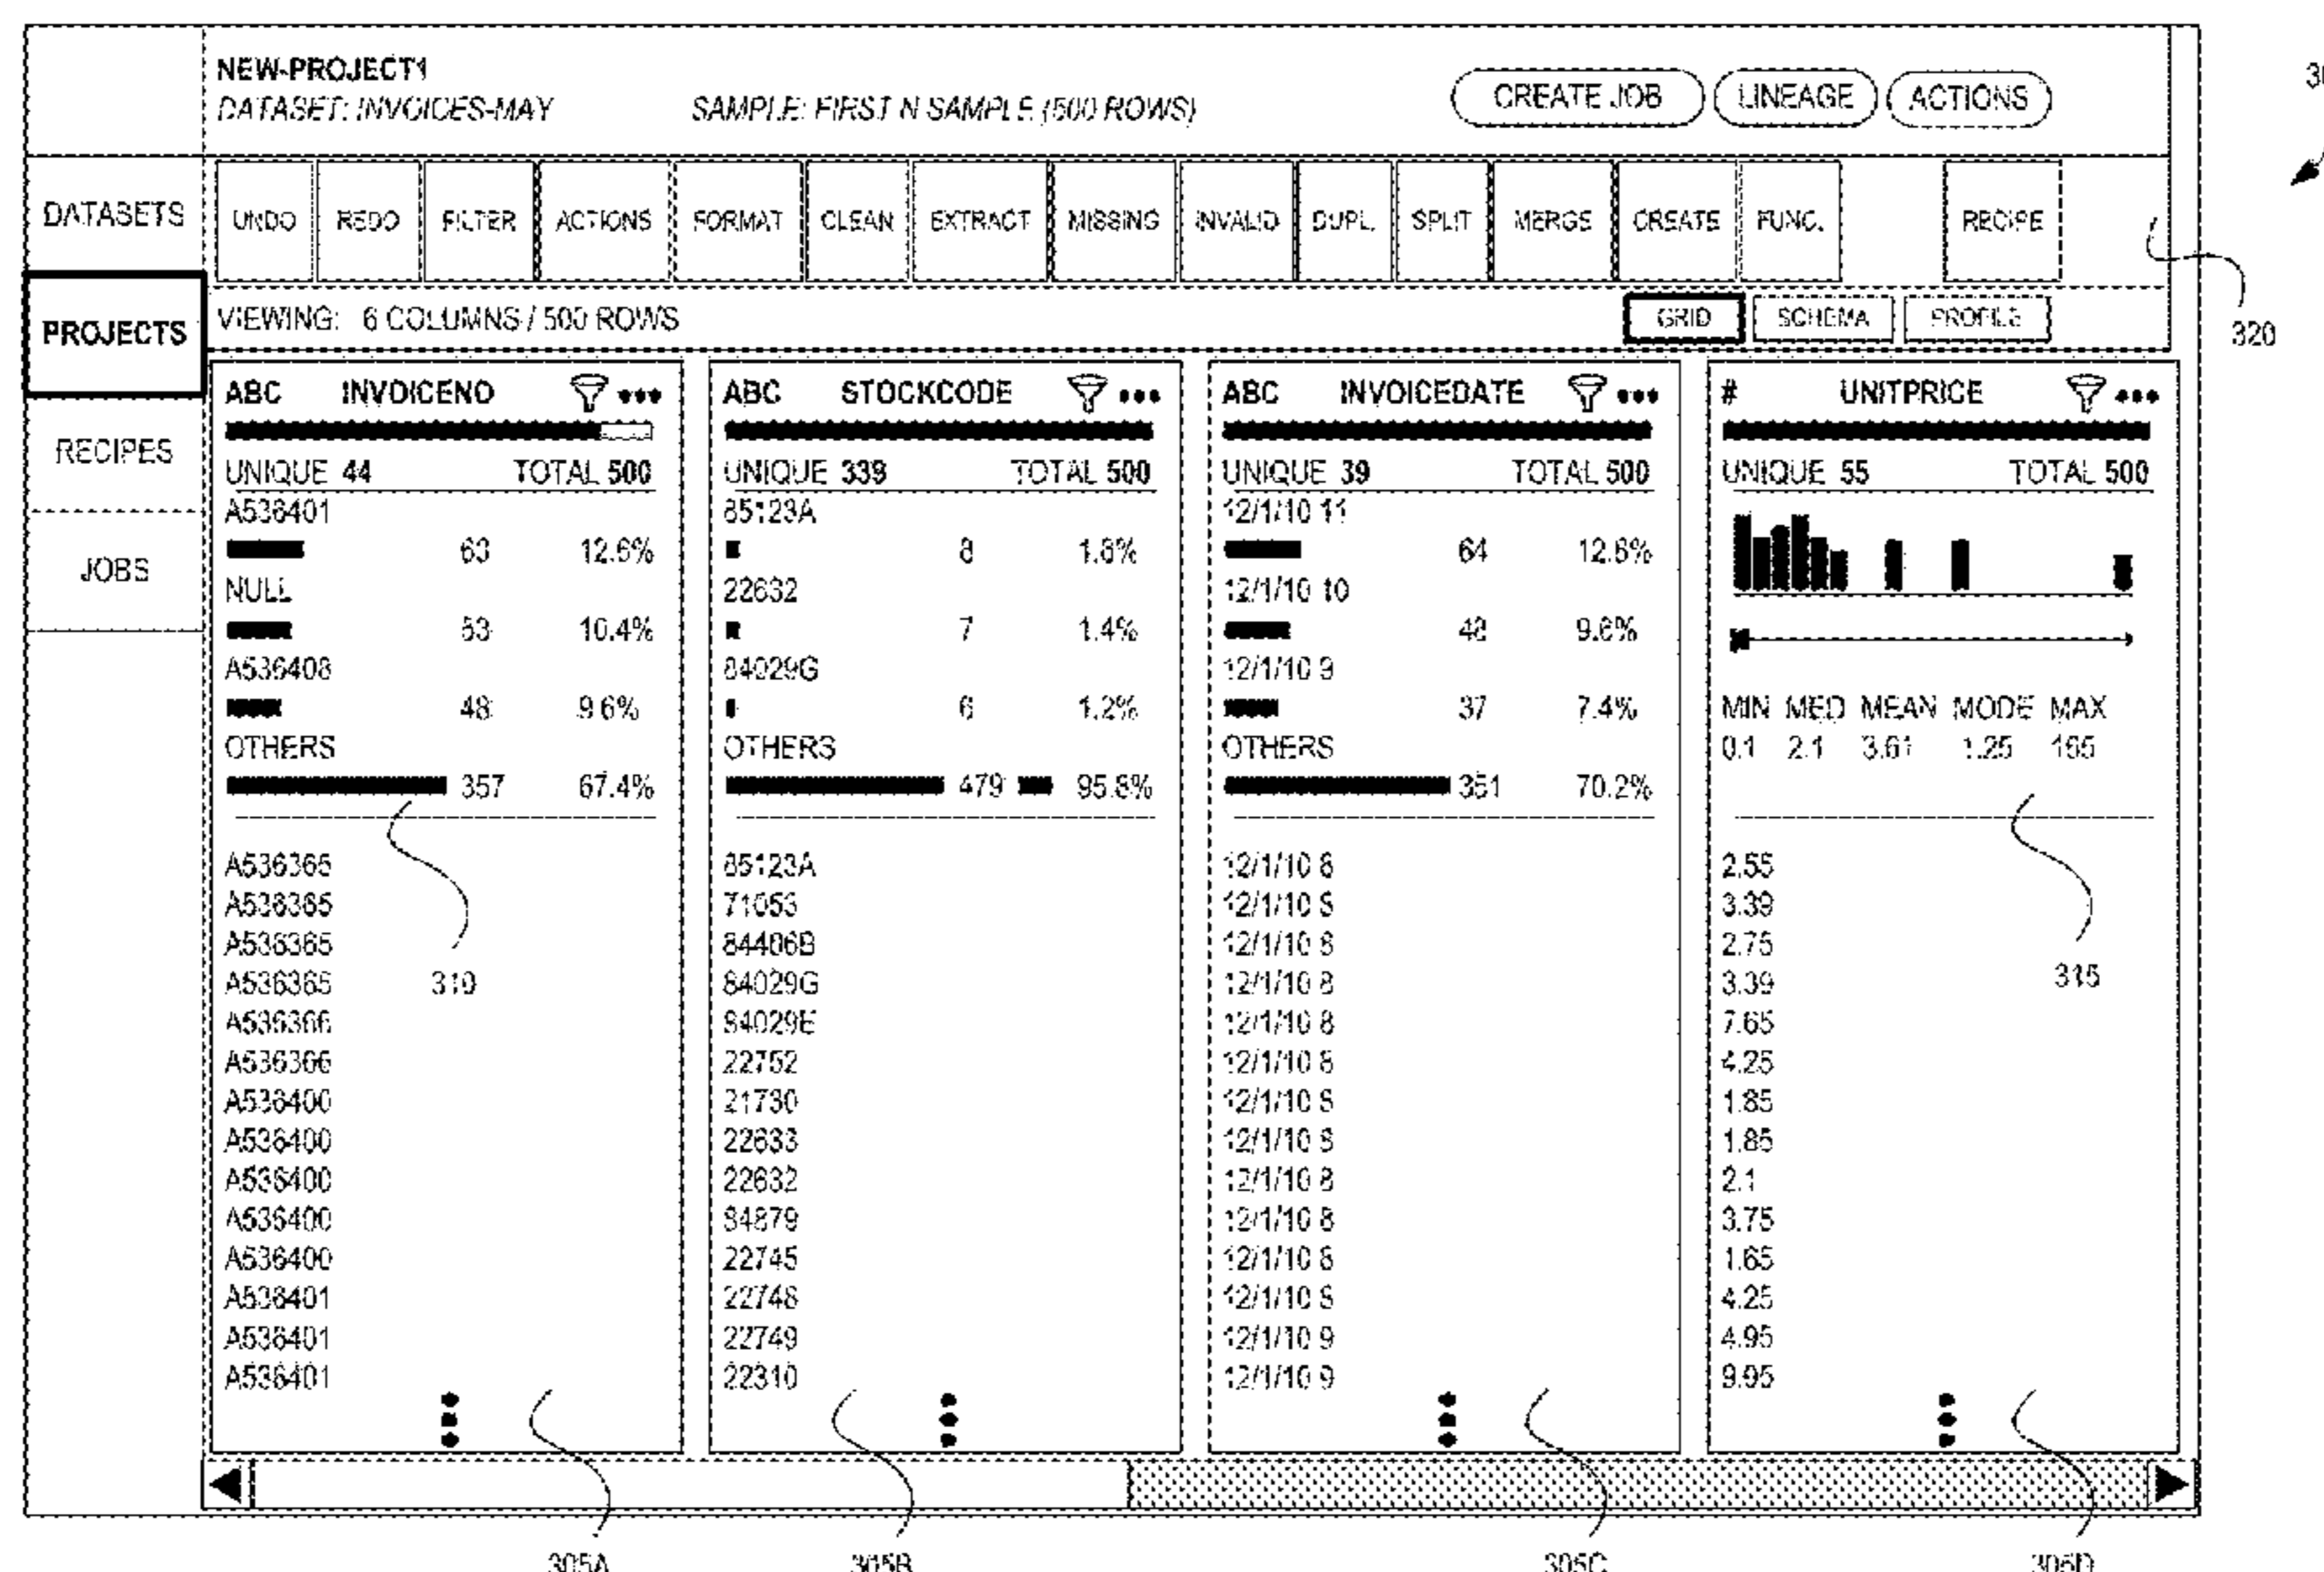 NEW-PROJECT1
DATASET: INVOICES-MAY SAMPLE: FIRST N SAMPLE (500 ROWS) CREATE JOB LINEAGE ACTIONS
DATASETS UNDO REDO FILTER ACTIONS FORMAT CLEAN EXTRACT MISSING INVALID DUPL. SPLIT MERGE CREATE FUNC. RECIPE
PROJECTS VIEWING: 6 COLUMNS / 500 ROWS GRID SCHEMA PROFILE 320
RECIPES
JOBS
ABC INVOICENO •••
UNIQUE 44 TOTAL 500
A536401
63 12.6%
NULL
53 10.4%
A536408
48 9.6%
OTHERS
357 67.4%
A536365
A536365
A536365
A536365
A536366
A536366
A536400
A536400
A536400
A536400
A536400
A536401
A536401
A536401
310
305A
ABC STOCKCODE •••
UNIQUE 339 TOTAL 500
85123A
8 1.6%
22632
7 1.4%
84029G
6 1.2%
OTHERS
479 95.8%
85123A
71053
84406B
84029G
84029E
22752
21730
22633
22632
84879
22745
22748
22749
22310
305B
ABC INVOICEDATE •••
UNIQUE 39 TOTAL 500
12/1/10 11
64 12.8%
12/1/10 10
48 9.6%
12/1/10 9
37 7.4%
OTHERS
351 70.2%
12/1/10 8
12/1/10 8
12/1/10 8
12/1/10 8
12/1/10 8
12/1/10 8
12/1/10 8
12/1/10 8
12/1/10 8
12/1/10 8
12/1/10 8
12/1/10 8
12/1/10 9
12/1/10 9
305C
# UNITPRICE •••
UNIQUE 55 TOTAL 500
MIN MED MEAN MODE MAX
0.1 2.1 3.61 1.25 165
2.55
3.39
2.75
3.39
7.65
4.25
1.85
1.85
2.1
3.75
1.65
4.25
4.95
9.95
315
305D